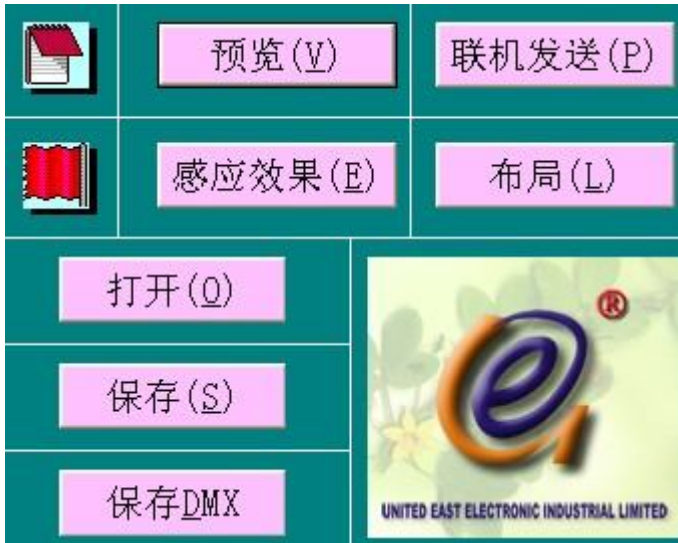 预览(V)
联机发送(P)
感应效果(E)
布局(L)
打开(O)
保存(S)
保存DMX
®
UNITED EAST ELECTRONIC INDUSTRIAL LIMITED